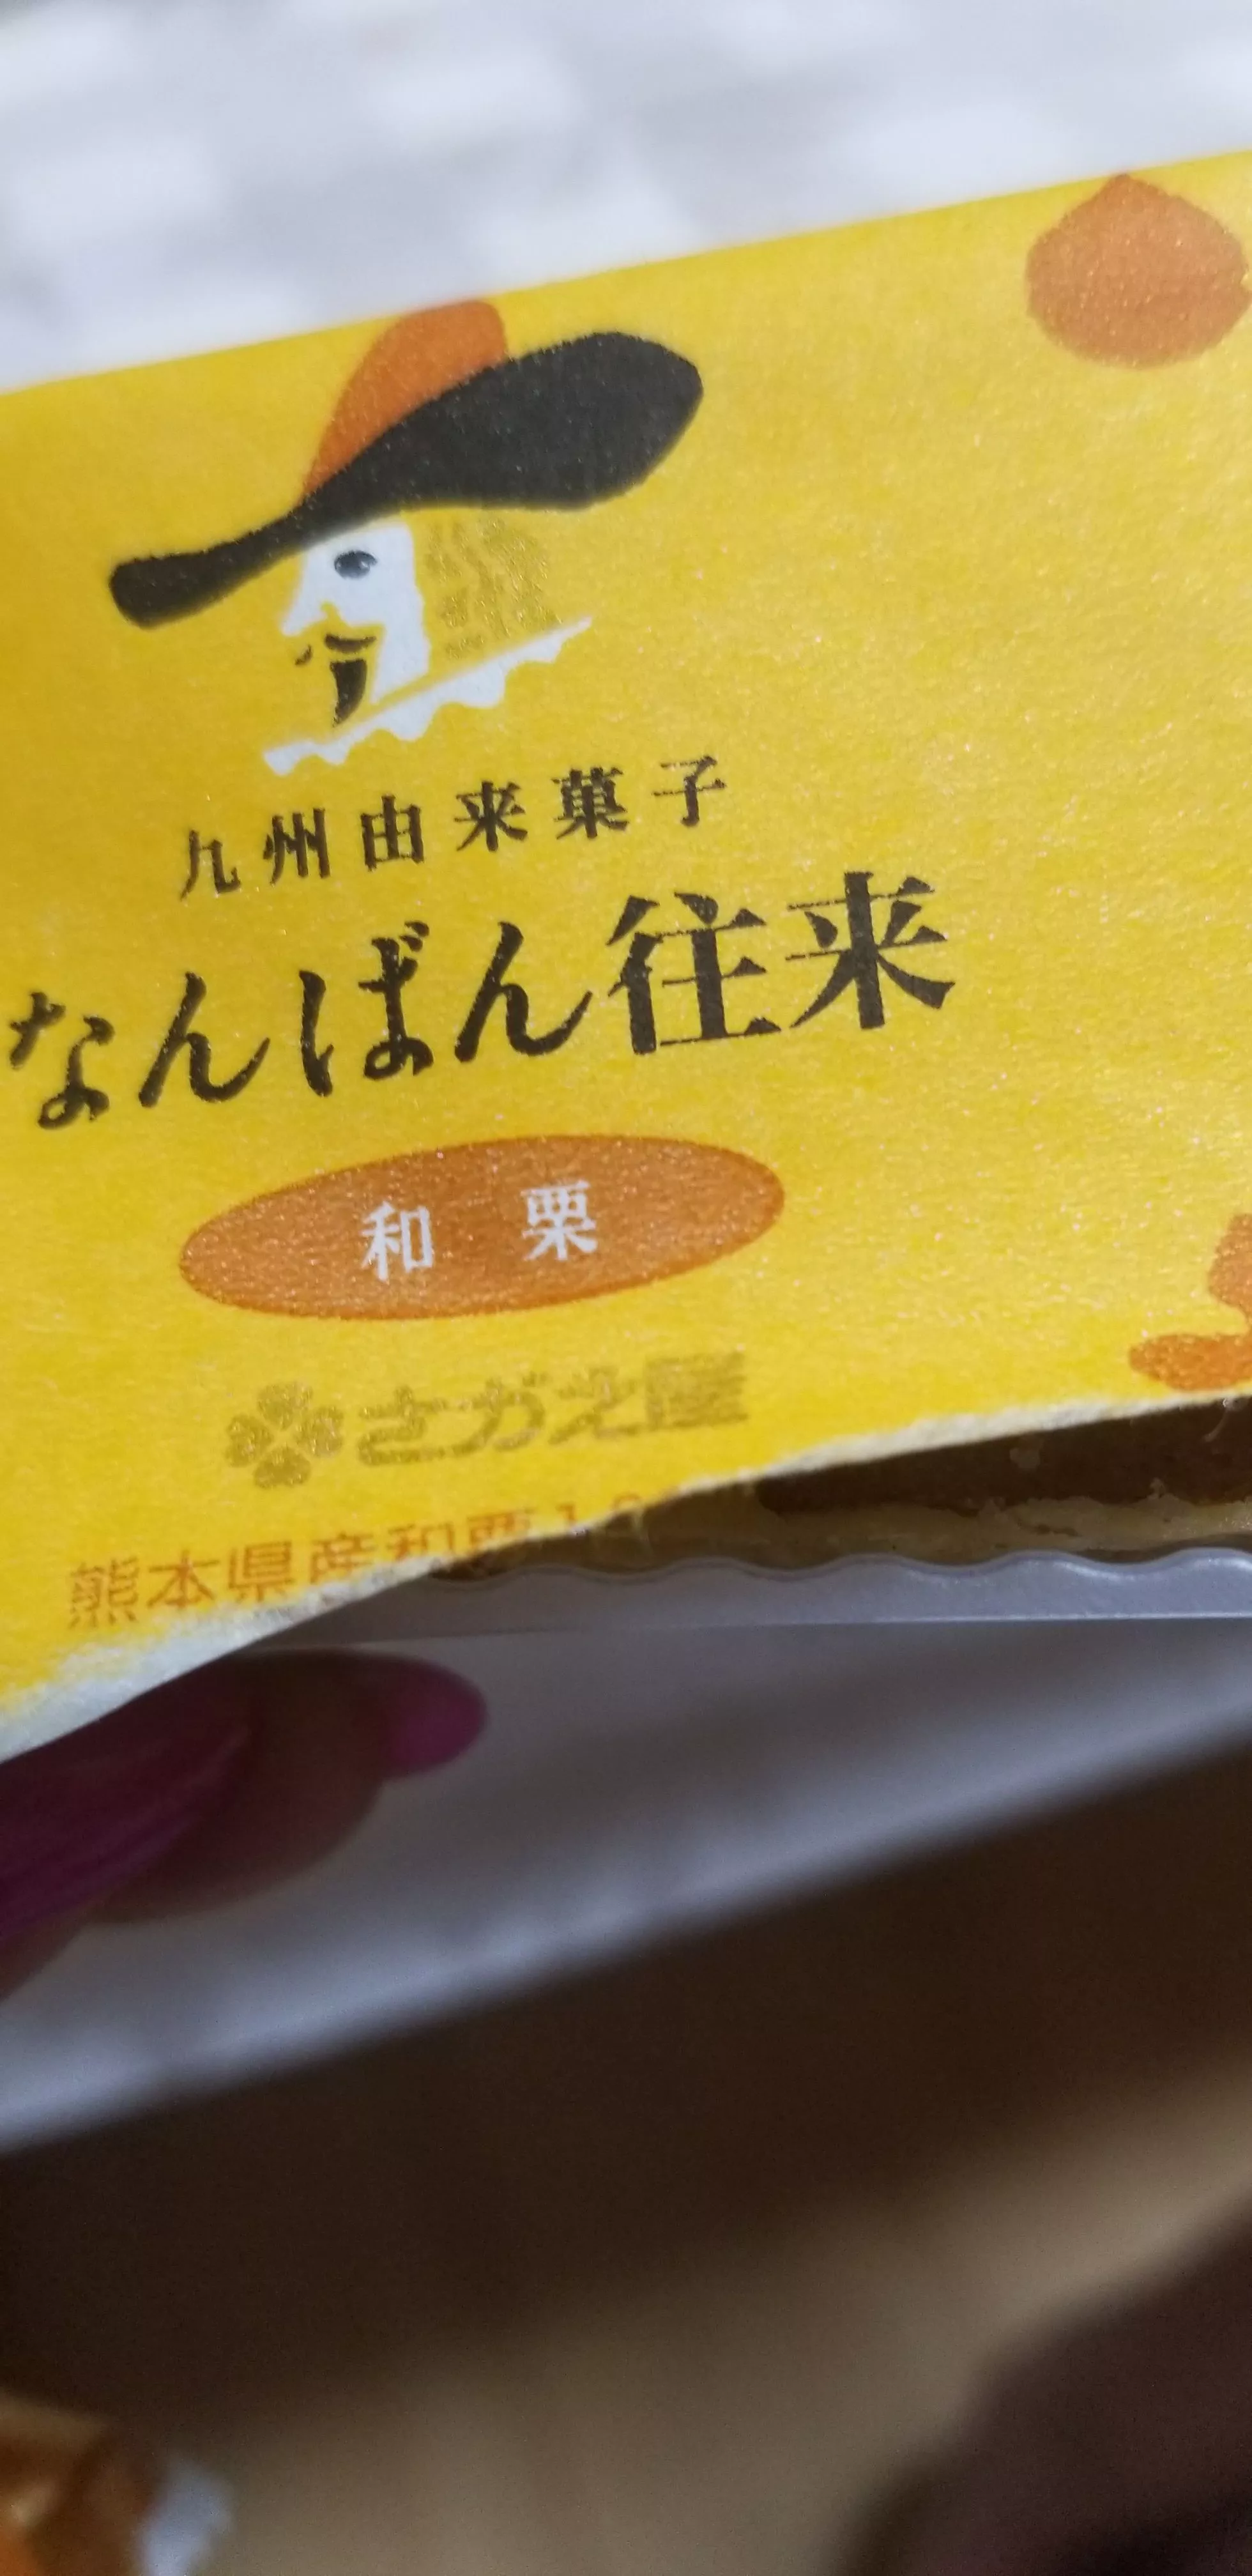 九州由来菓子
なんばん往来
和栗
さかえ屋
熊本県産和栗1